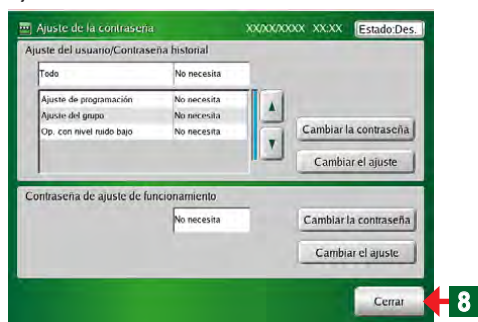 Ajuste de la contraseña XX/XX/XXXX XX:XX Estado:Des.
Ajuste del usuario/Contraseña historial
Todo No necesita
Ajuste de programación No necesita
Ajuste del grupo No necesita
Op. con nivel ruido bajo No necesita
Cambiar la contraseña
Cambiar el ajuste
Contraseña de ajuste de funcionamiento
No necesita Cambiar la contraseña
Cambiar el ajuste
Cerrar 8